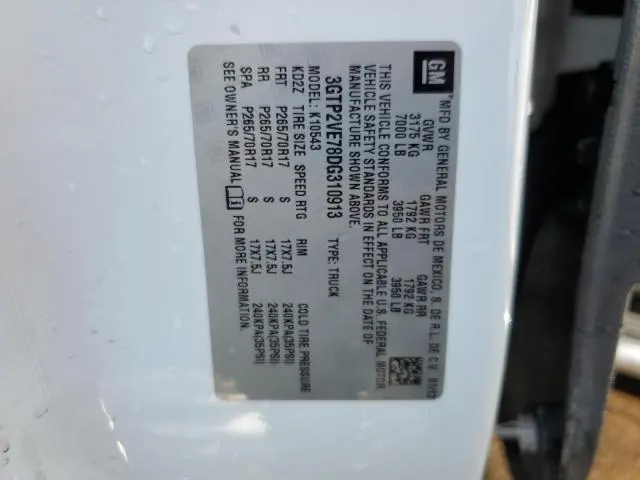 GM
*MFD BY GENERAL MOTORS DE MEXICO, S. DE R.L. DE C.V.
GVWR GAWR FRT GAWR RR
3175 KG 1792 KG 1792 KG
7000 LB 3950 LB 3950 LB
THIS VEHICLE CONFORMS TO ALL APPLICABLE U.S. FEDERAL MOTOR
VEHICLE SAFETY STANDARDS IN EFFECT ON THE DATE OF
MANUFACTURE SHOWN ABOVE.
3GTP2VE78DG310913 TYPE: TRUCK
MODEL: K10543
KD2Z TIRE SIZE SPEED RTG RIM COLD TIRE PRESSURE
FRT P265/70R17 S 17X7.5J 240KPA(35PSI)
RR P265/70R17 S 17X7.5J 240KPA(35PSI)
SPA P265/70R17 S 17X7.5J 240KPA(35PSI)
SEE OWNER'S MANUAL FOR MORE INFORMATION.